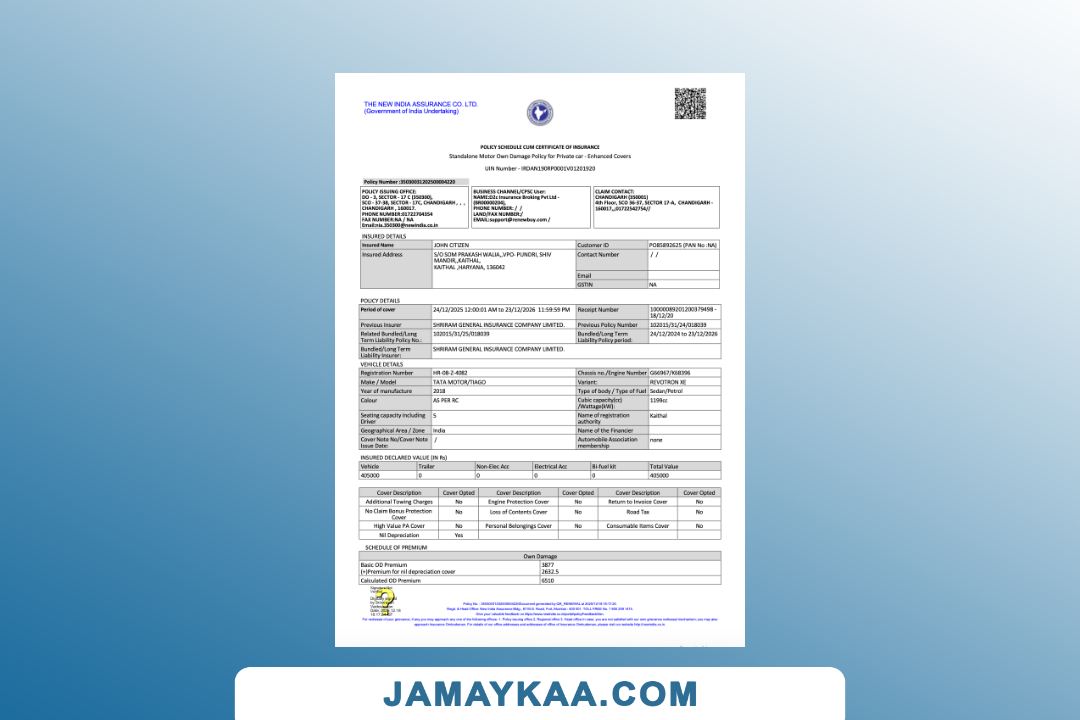 THE NEW INDIA ASSURANCE CO. LTD.
(Government of India Undertaking)
POLICY SCHEDULE CUM CERTIFICATE OF INSURANCE
Standalone Motor Own Damage Policy for Private car - Enhanced Covers
UIN Number - IRDAN190RP0001V01201920
Policy Number :
POLICY ISSUING OFFICE:
DO - 3, SECTOR - 17 C (350300),
SCO - 37-38, SECTOR - 17C, CHANDIGARH , , ,
CHANDIGARH , 160017.
PHONE NUMBER:01722704354
FAX NUMBER:NA / NA
Email:nia.350300@newindia.co.in
BUSINESS CHANNEL/CPSC User:
NAME:D2c Insurance Broking Pvt Ltd -
PHONE NUMBER: / /
LAND/FAX NUMBER:/
EMAIL:support@renewbuy.com /
CLAIM CONTACT:
CHANDIGARH (350001)
4th Floor, SCO 36-37, SECTOR 17-A, CHANDIGARH -
160017,,,01722542754//
INSURED DETAILS
Insured Name JOHN CITIZEN Customer ID PO85892625 (PAN No :NA)
Insured Address S/O:SOM PRAKASH WALIA,,VPO- PUNDRI, SHIV Contact Number / /
MANDIR,,KAITHAL,
KAITHAL ,HARYANA, 136042
Email
GSTIN NA
POLICY DETAILS
Period of cover 24/12/2025 12:00:01 AM to 23/12/2026 11:59:59 PM Receipt Number
18/12/20
Previous Insurer SHRIRAM GENERAL INSURANCE COMPANY LIMITED. Previous Policy Number 102015/31/24/018039
Related Bundled/Long 102015/31/25/018039 Bundled/Long Term 24/12/2024 to 23/12/2026
Term Liability Policy No.: Liability Policy period:
Bundled/Long Term SHRIRAM GENERAL INSURANCE COMPANY LIMITED.
Liability Insurer:
VEHICLE DETAILS
Registration Number HR-08-Z-4082 Chassis no./Engine Number G66967/K68396
Make / Model TATA MOTOR/TIAGO Variant: REVOTRON XE
Year of manufacture 2018 Type of body / Type of Fuel Sedan/Petrol
Colour AS PER RC Cubic capacity(cc) 1199cc
/Wattage(kW):
Seating capacity including 5 Name of registration Kaithal
Driver authority
Geographical Area / Zone India Name of the Financier
Cover Note No/Cover Note / Automobile Association none
Issue Date: membership
INSURED DECLARED VALUE (IN Rs)
Vehicle Trailer Non-Elec Acc Electrical Acc Bi-fuel kit Total Value
405000 0 0 0 0 405000
Cover Description Cover Opted Cover Description Cover Opted Cover Description Cover Opted
Additional Towing Charges No Engine Protection Cover No Return to Invoice Cover No
No Claim Bonus Protection No Loss of Contents Cover No Road Tax No
Cover
High Value PA Cover No Personal Belongings Cover No Consumable Items Cover No
Nil Depreciation Yes
SCHEDULE OF PREMIUM
Own Damage
Basic OD Premium 3877
(+)Premium for nil depreciation cover 2632.5
Calculated OD Premium 6510
JAMAYKAA.COM